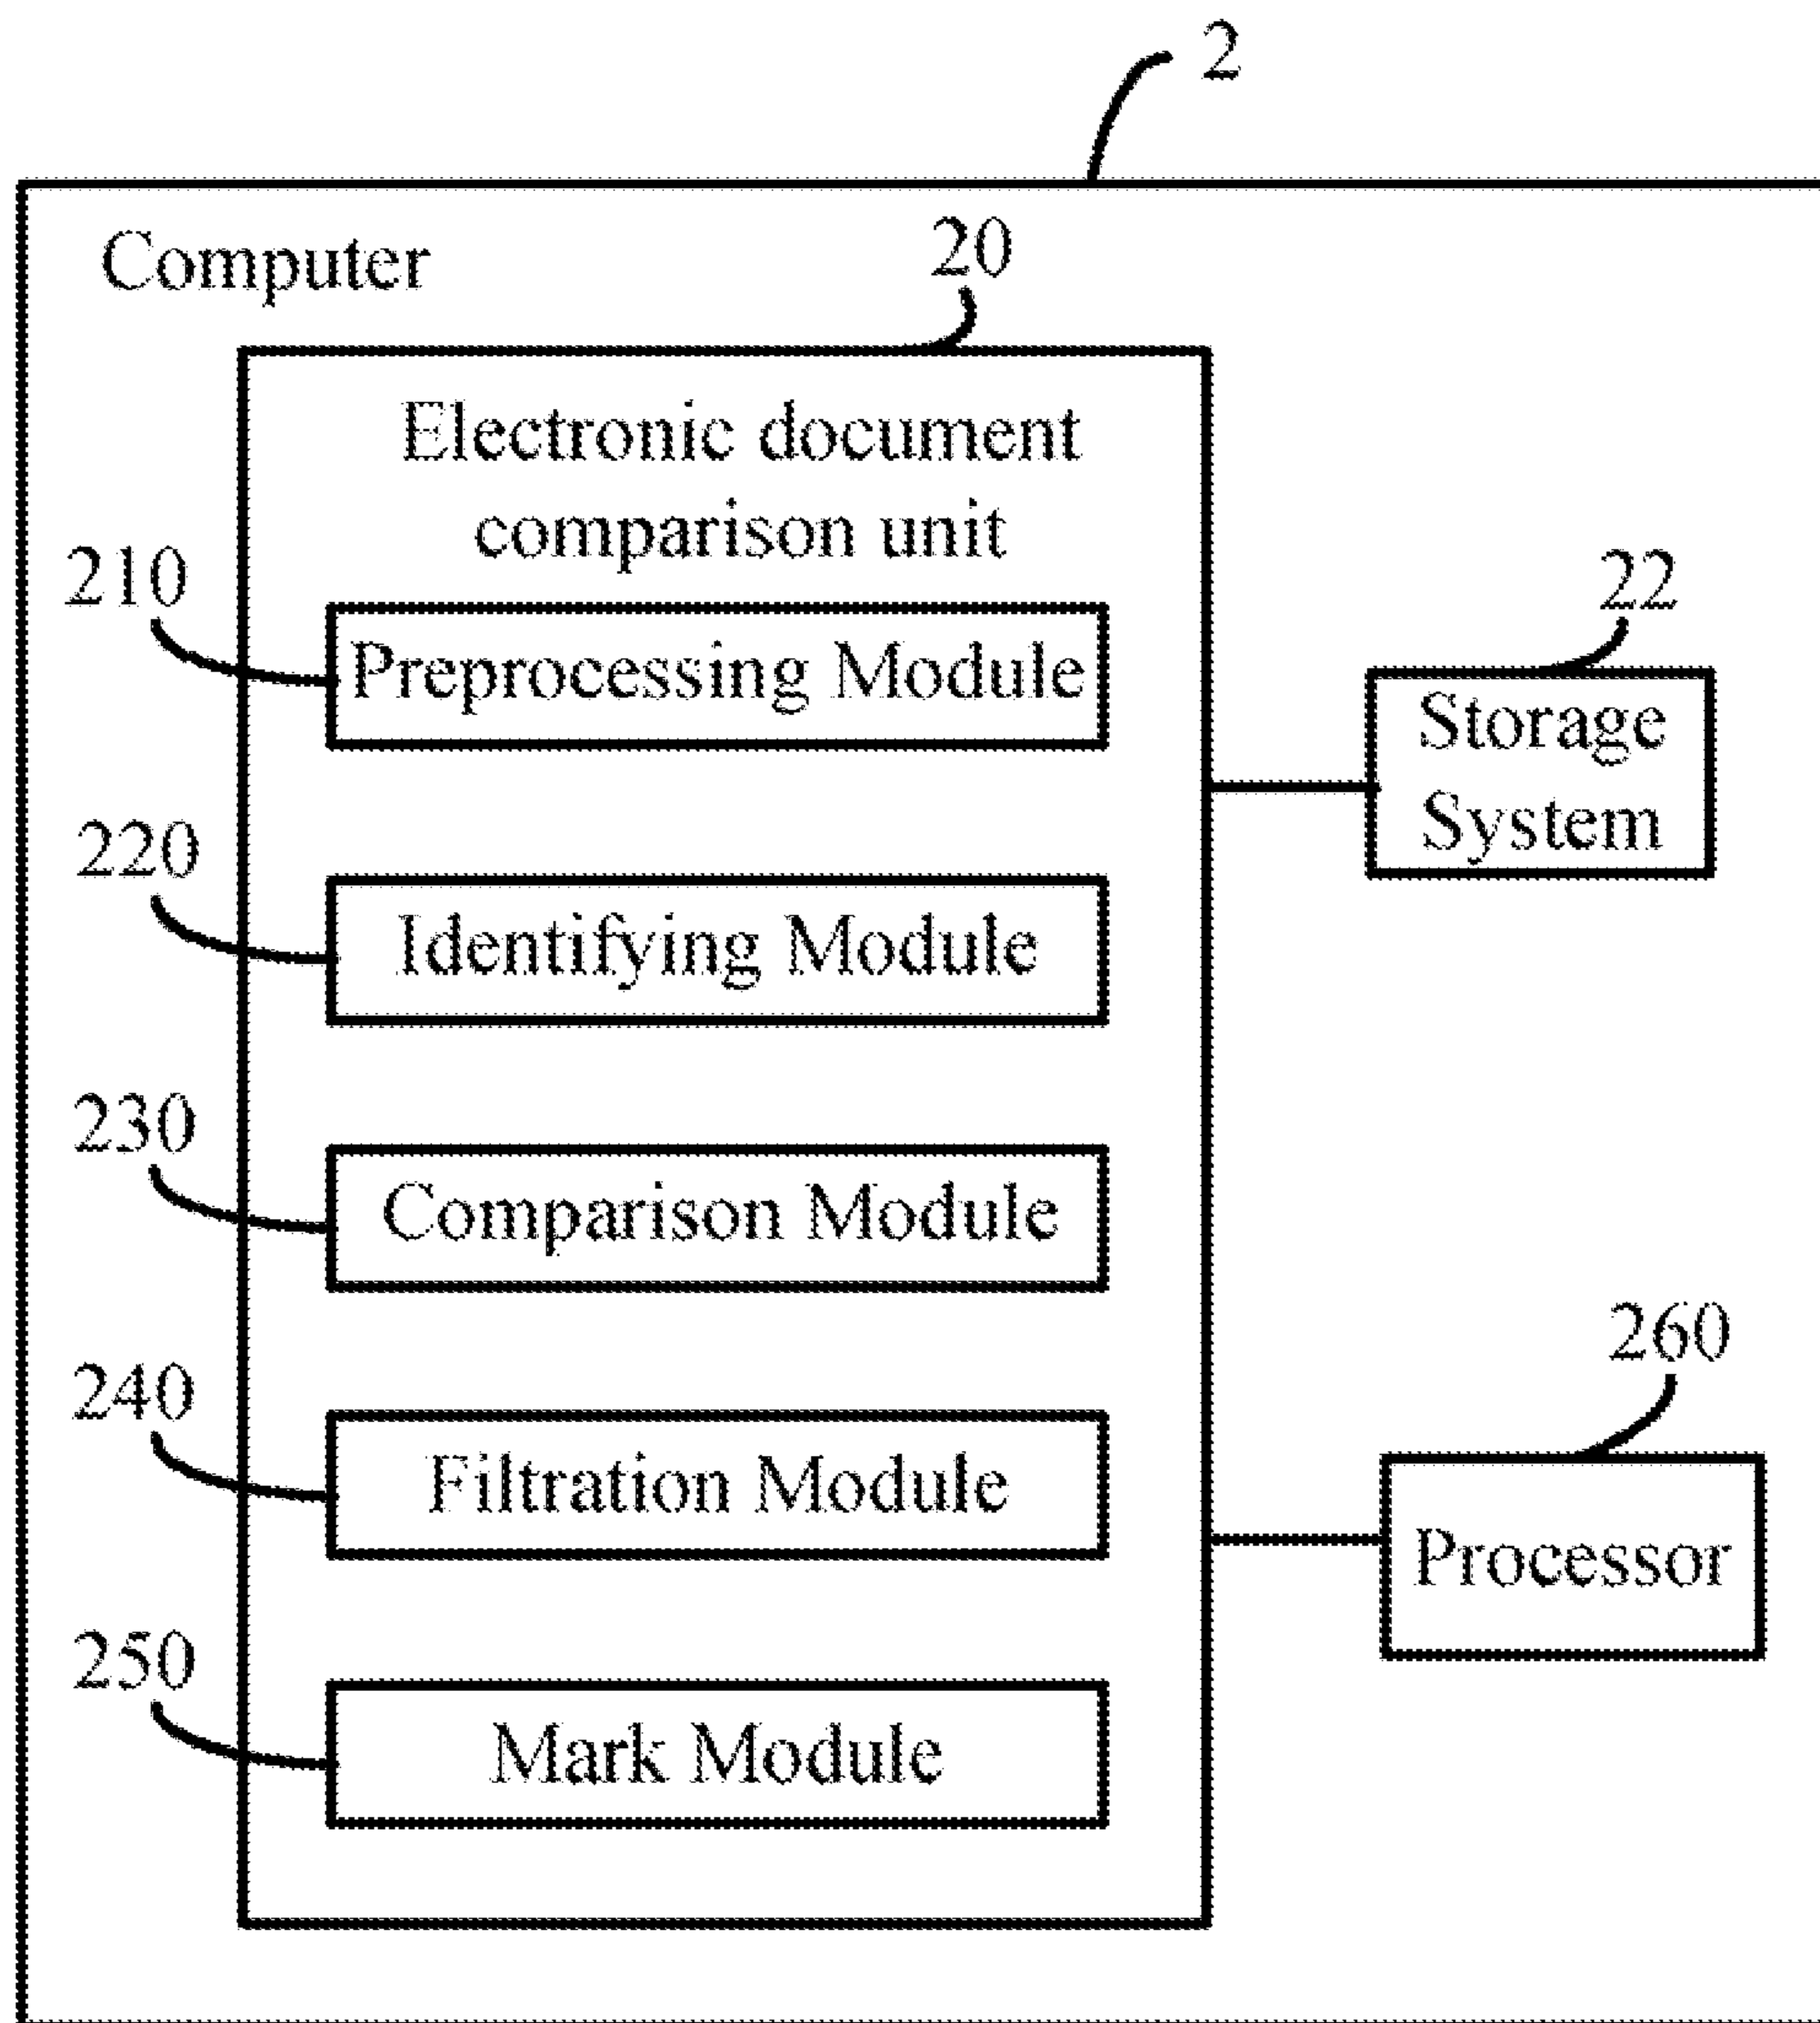 2
Computer
20
Electronic document
comparison unit
210
Preprocessing Module
22
Storage
System
220
Identifying Module
230
Comparison Module
260
Processor
240
Filtration Module
250
Mark Module